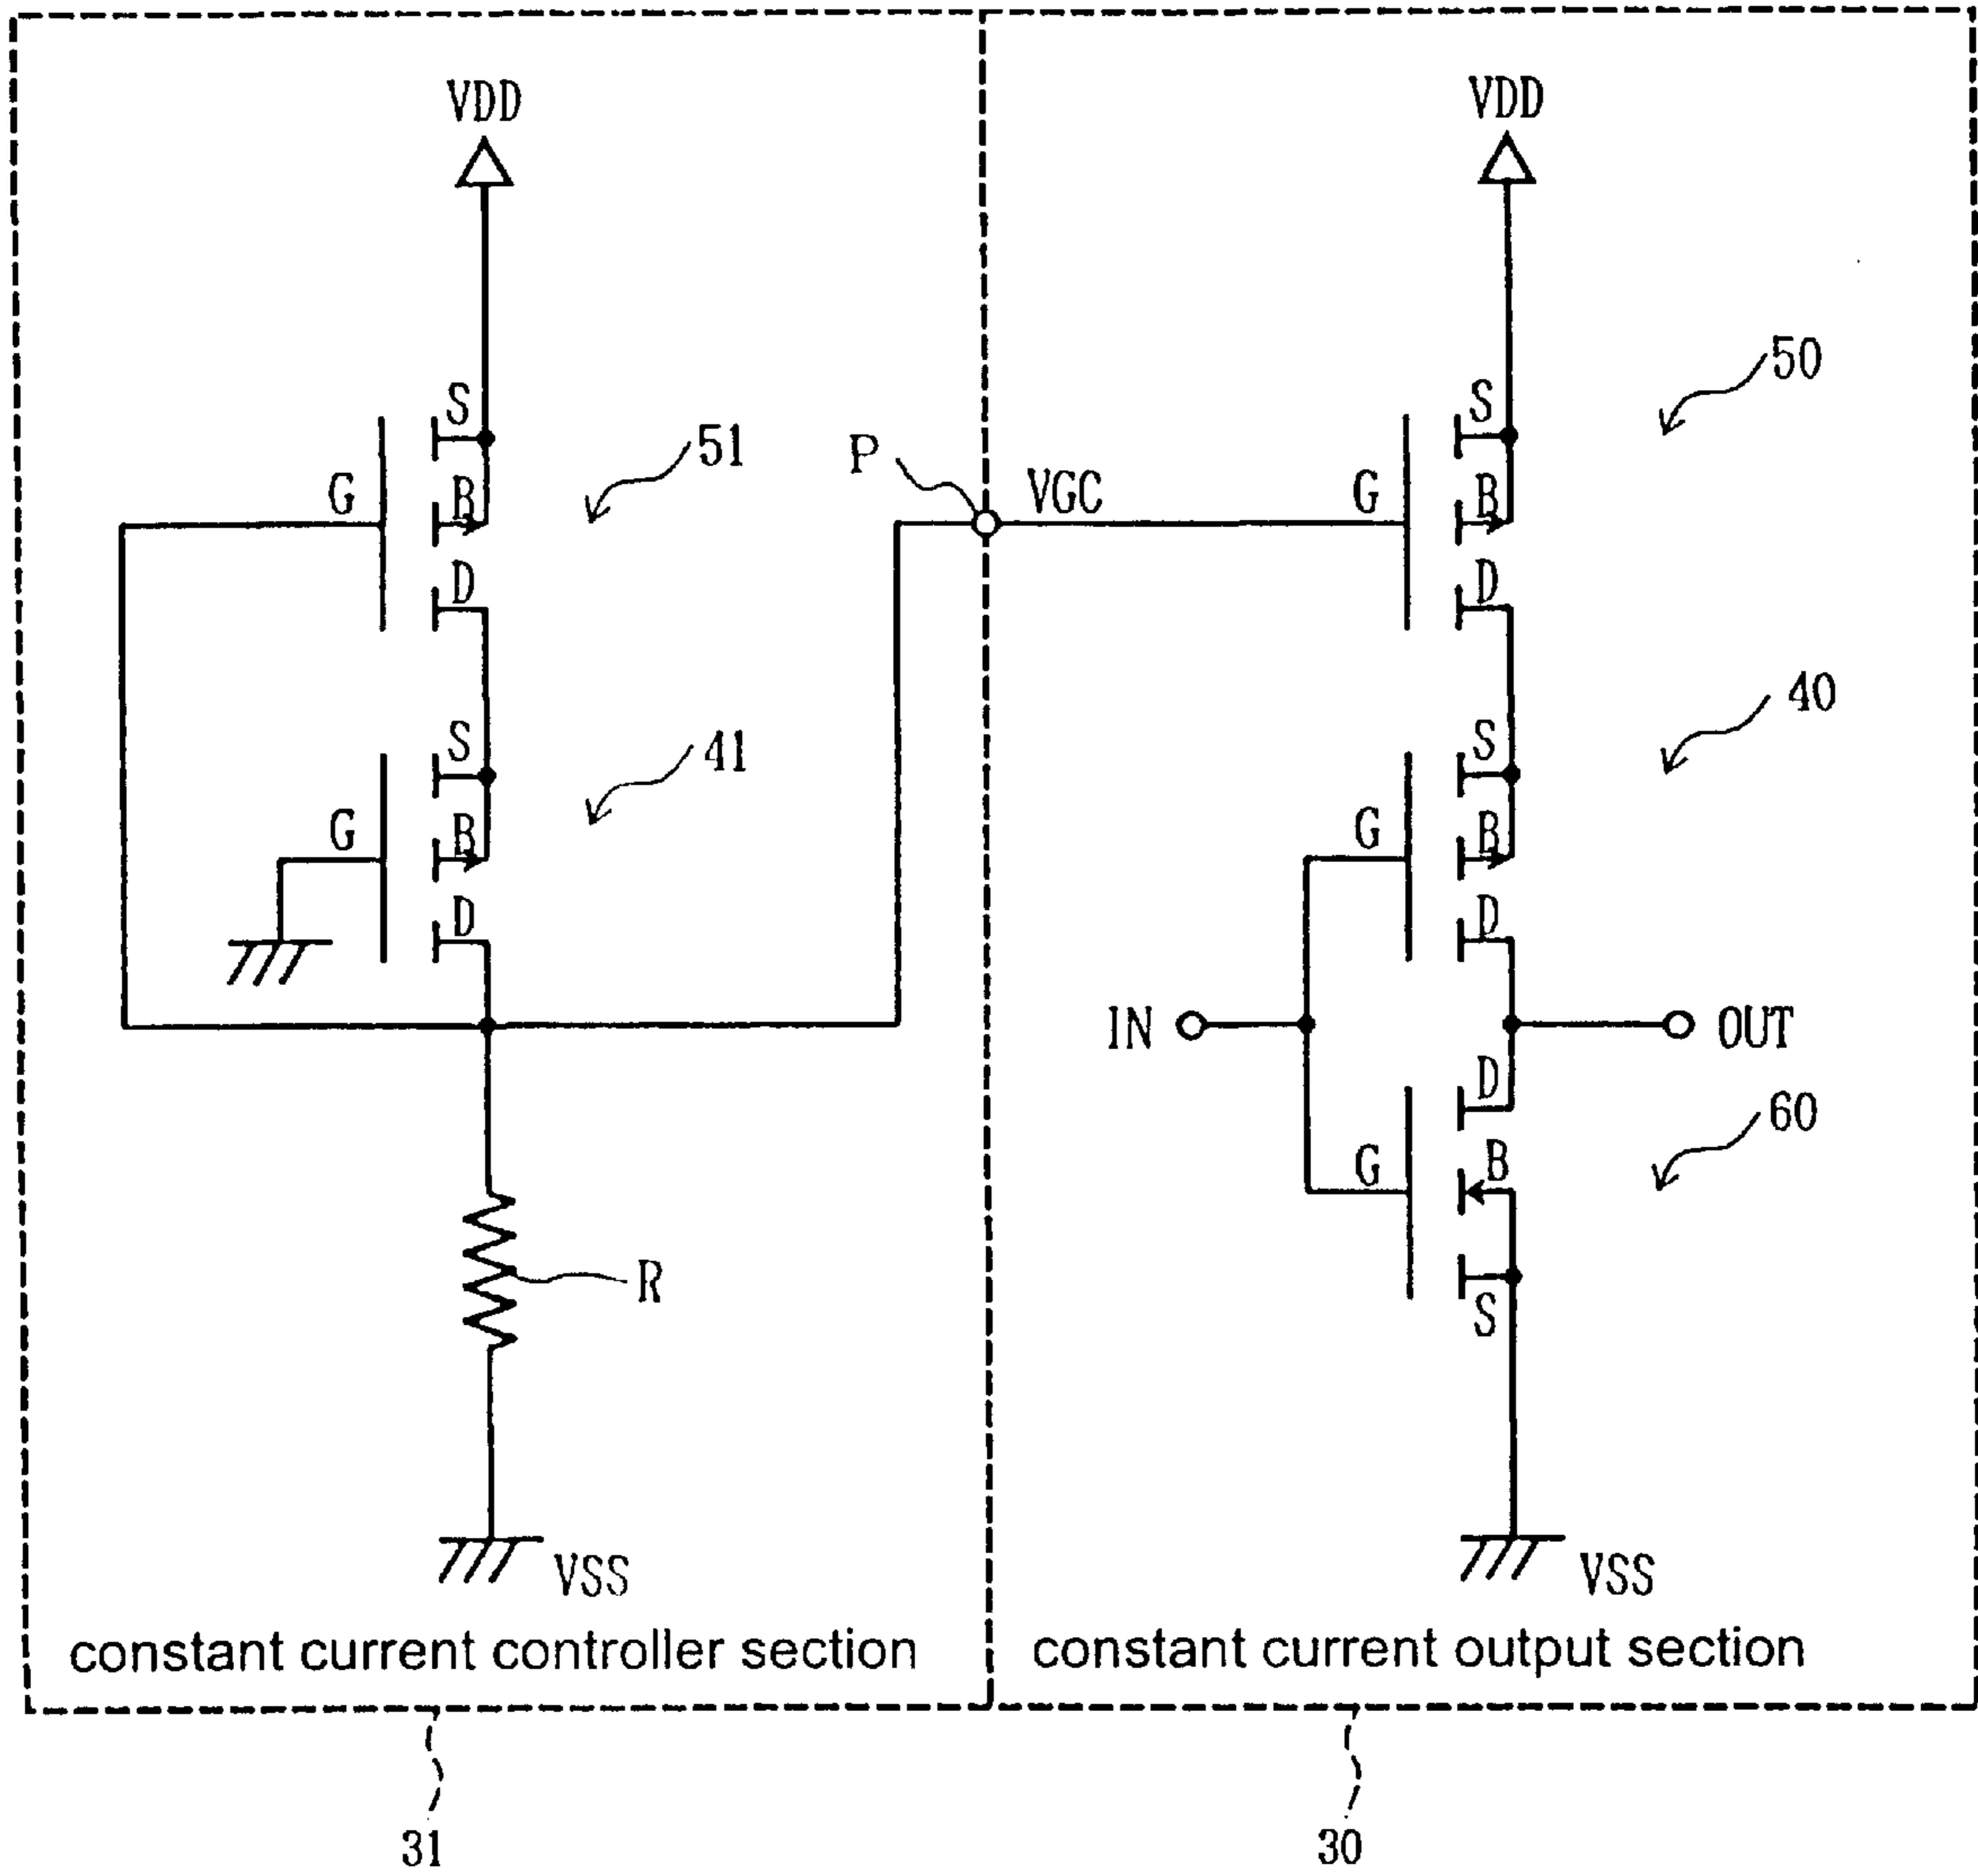 VDD
S
G
B
D
51
S
G
B
D
41
R
VSS
constant current controller section
31
P
VGC
VDD
S
G
B
D
50
S
G
B
D
40
IN
OUT
D
G
B
S
60
VSS
constant current output section
30